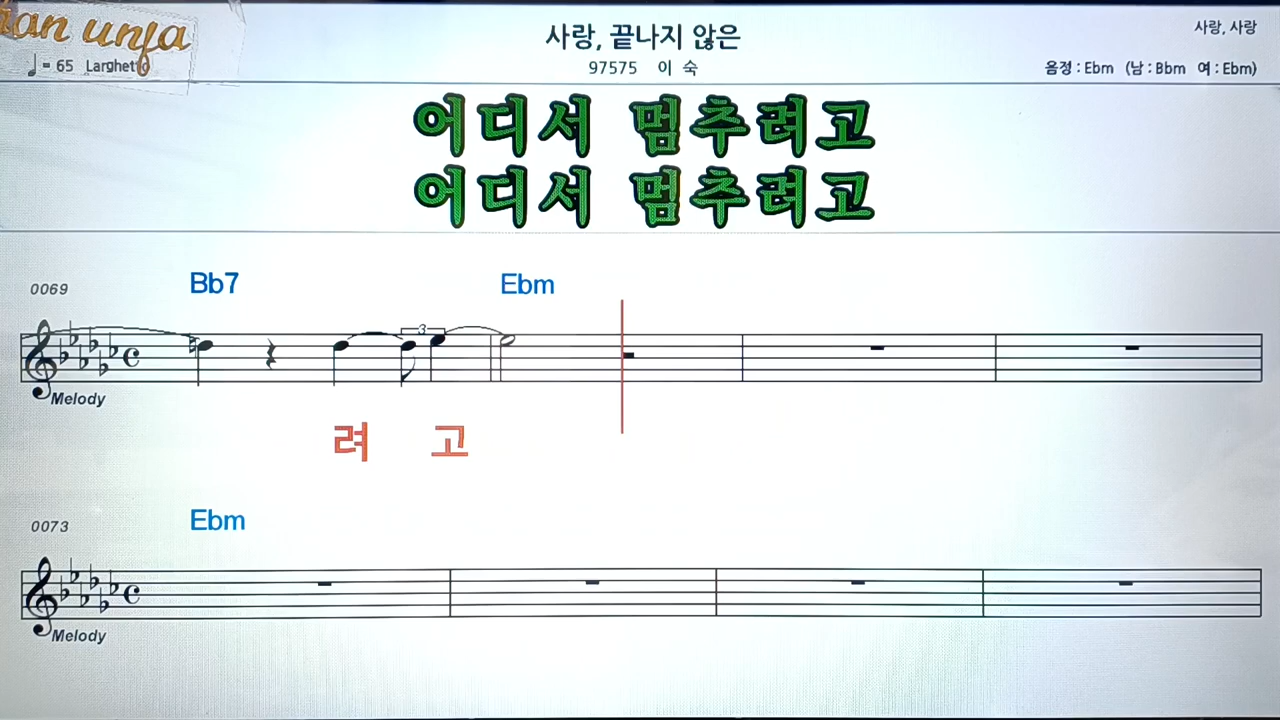 사랑, 끝나지 않은
사랑, 사랑
♩= 65 Larghetto
97575 이 숙
음정 : Ebm (남 : Bbm 여 : Ebm)
어디서 멈추려고
어디서 멈추려고
0069 Bb7 Ebm
3
Melody
려 고
0073 Ebm
Melody